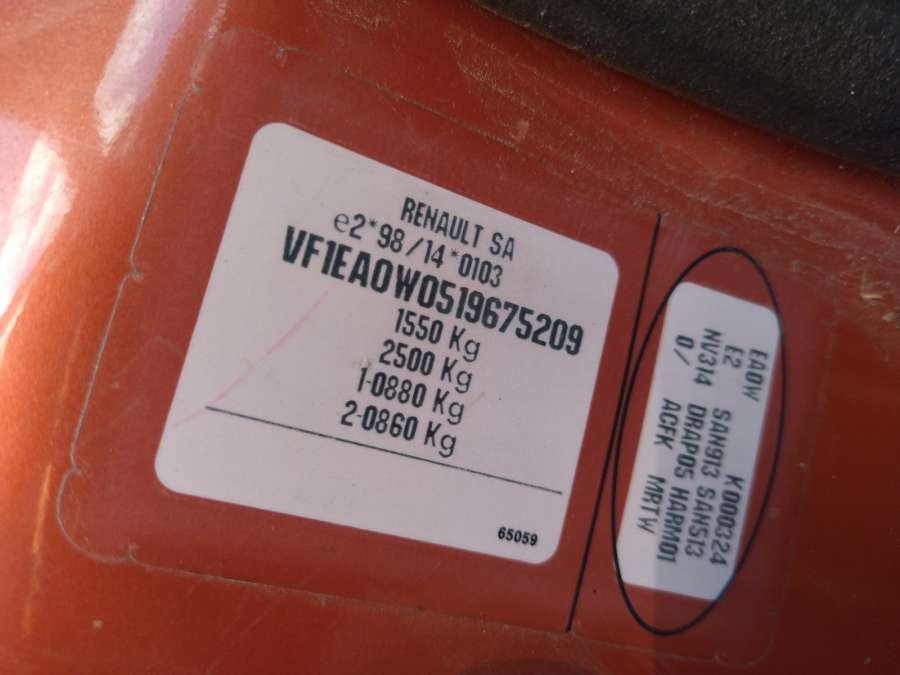 RENAULT SA
e2*98/14*0103
VF1EA0W0519675209
1550 Kg
2500 Kg
1-0880 Kg
2-0860 Kg
65059
EA0W K000324
E2 SAN913 SAN513
NV314 DRAP05 HARM01
0/ ACFK MRTW